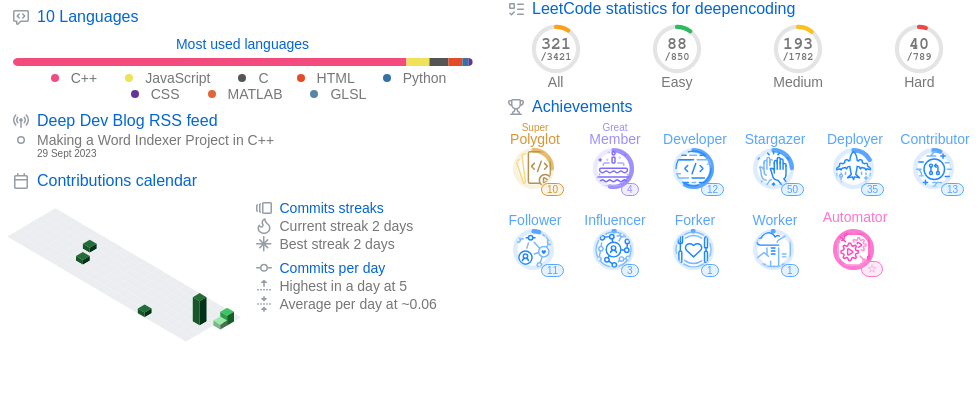 10 Languages
Most used languages
C++ JavaScript C HTML Python
CSS MATLAB GLSL
Deep Dev Blog RSS feed
Making a Word Indexer Project in C++
29 Sept 2023
Contributions calendar
Commits streaks
Current streak 2 days
Best streak 2 days
Commits per day
Highest in a day at 5
Average per day at ~0.06
LeetCode statistics for deepencoding
321 88 193 40
/3421 /850 /1782 /789
All Easy Medium Hard
Achievements
Super Great
Polyglot Member Developer Stargazer Deployer Contributor
10 4 12 50 35 13
Follower Influencer Forker Worker Automator
11 3 1 1